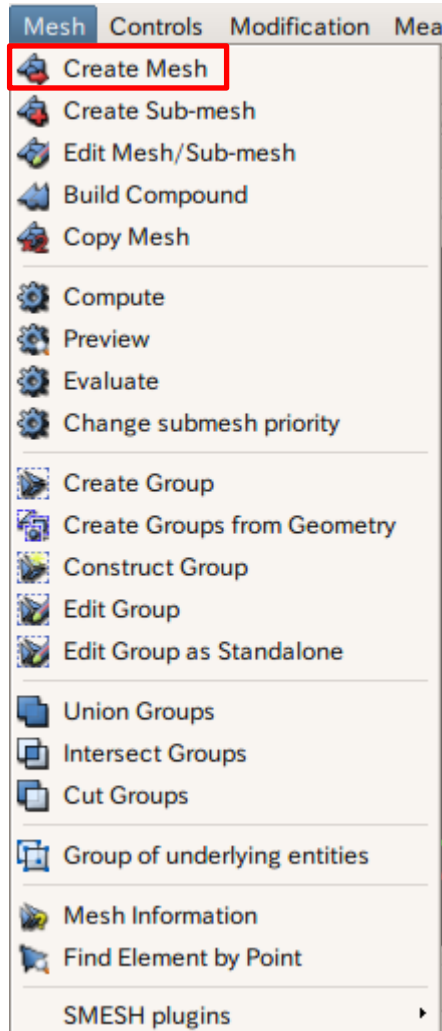 Mesh Controls Modification Mea
Create Mesh
Create Sub-mesh
Edit Mesh/Sub-mesh
Build Compound
Copy Mesh
Compute
Preview
Evaluate
Change submesh priority
Create Group
Create Groups from Geometry
Construct Group
Edit Group
Edit Group as Standalone
Union Groups
Intersect Groups
Cut Groups
Group of underlying entities
Mesh Information
Find Element by Point
SMESH plugins